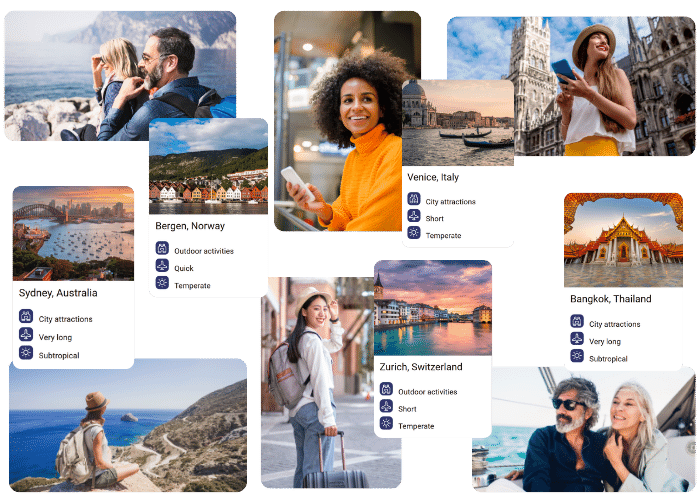 Venice, Italy
City attractions
Short
Temperate
Bergen, Norway
Outdoor activities
Quick
Temperate
Sydney, Australia
City attractions
Very long
Subtropical
Bangkok, Thailand
City attractions
Very long
Subtropical
Zurich, Switzerland
Outdoor activities
Short
Temperate